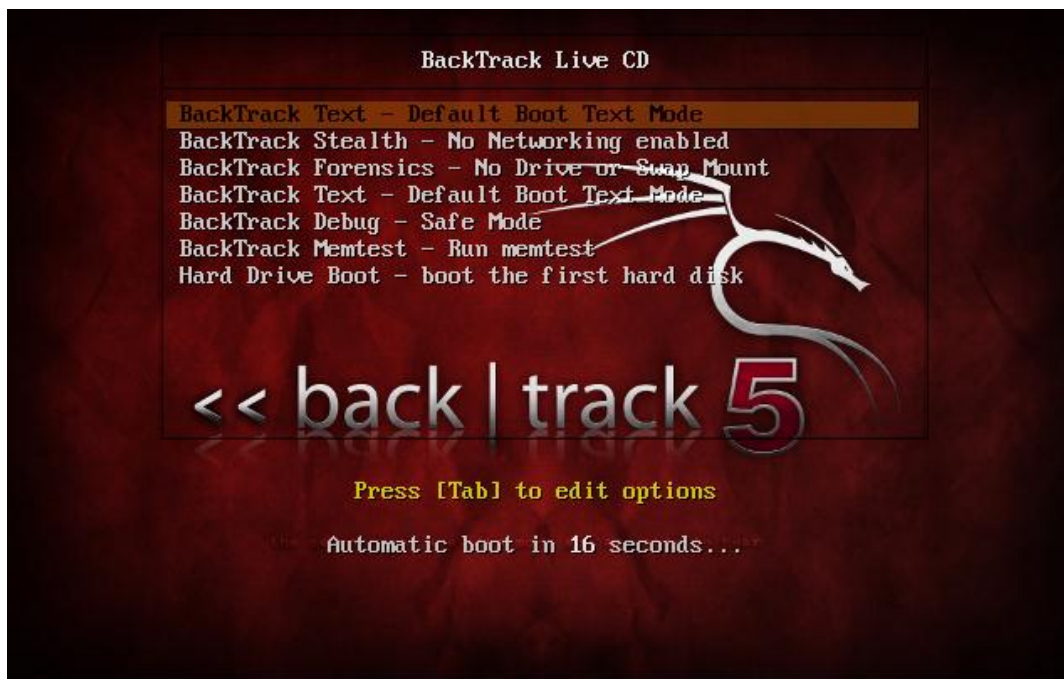 BackTrack Live CD
BackTrack Text - Default Boot Text Mode
BackTrack Stealth - No Networking enabled
BackTrack Forensics - No Drive or Swap Mount
BackTrack Text - Default Boot Text Mode
BackTrack Debug - Safe Mode
BackTrack Memtest - Run memtest
Hard Drive Boot - boot the first hard disk
<< back | track 5
Press [Tab] to edit options
Automatic boot in 16 seconds...